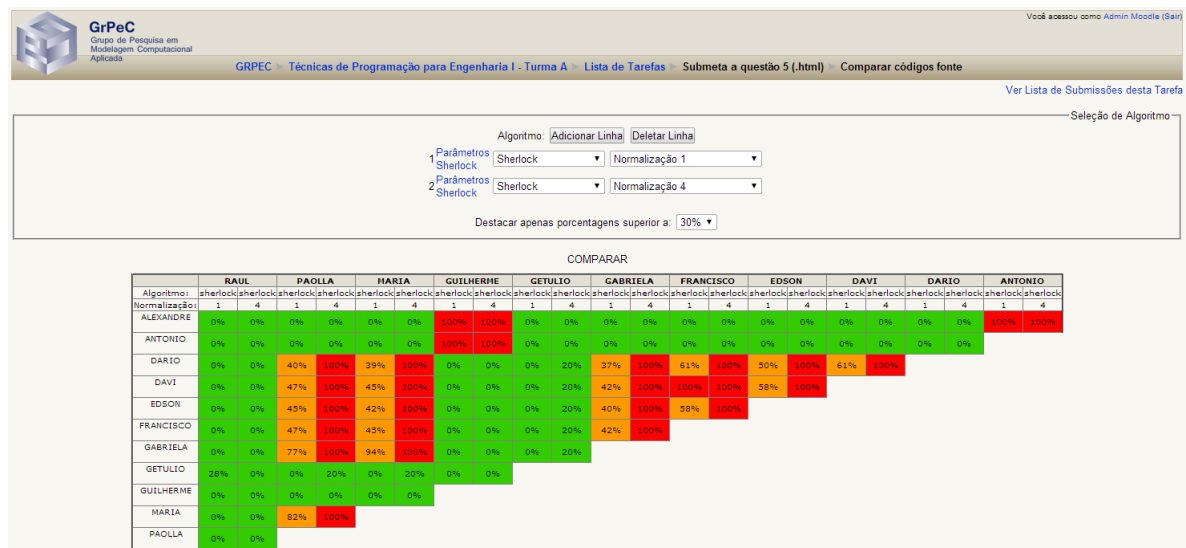 Você acessou como Admin Moodle (Sair)
GrPeC
Grupo de Pesquisa em
Modelagem Computacional
Aplicada
GRPEC ► Técnicas de Programação para Engenharia I - Turma A ► Lista de Tarefas ► Submeta a questão 5 (.html) ► Comparar códigos fonte
Ver Lista de Submissões desta Tarefa
Seleção de Algoritmo
Algoritmo: Adicionar Linha Deletar Linha
1 Parâmetros Sherlock Sherlock Normalização 1
2 Parâmetros Sherlock Sherlock Normalização 4
Destacar apenas porcentagens superior a: 30%
COMPARAR
RAUL PAOLLA MARIA GUILHERME GETULIO GABRIELA FRANCISCO EDSON DAVI DARIO ANTONIO
Algoritmo: sherlock sherlock sherlock sherlock sherlock sherlock sherlock sherlock sherlock sherlock sherlock sherlock sherlock sherlock sherlock sherlock sherlock sherlock sherlock sherlock sherlock sherlock
Normalização: 1 4 1 4 1 4 1 4 1 4 1 4 1 4 1 4 1 4 1 4 1 4
ALEXANDRE 0% 0% 0% 0% 0% 0% 100% 100% 0% 0% 0% 0% 0% 0% 0% 0% 0% 0% 0% 0% 100% 100%
ANTONIO 0% 0% 0% 0% 0% 0% 100% 100% 0% 0% 0% 0% 0% 0% 0% 0% 0% 0% 0% 0%
DARIO 0% 0% 40% 100% 39% 100% 0% 0% 0% 20% 37% 100% 61% 100% 50% 100% 61% 100%
DAVI 0% 0% 47% 100% 45% 100% 0% 0% 0% 20% 42% 100% 100% 100% 58% 100%
EDSON 0% 0% 45% 100% 42% 100% 0% 0% 0% 20% 40% 100% 58% 100%
FRANCISCO 0% 0% 47% 100% 45% 100% 0% 0% 0% 20% 42% 100%
GABRIELA 0% 0% 77% 100% 94% 100% 0% 0% 0% 20%
GETULIO 28% 0% 0% 20% 0% 20% 0% 0%
GUILHERME 0% 0% 0% 0% 0% 0%
MARIA 0% 0% 82% 100%
PAOLLA 0% 0%